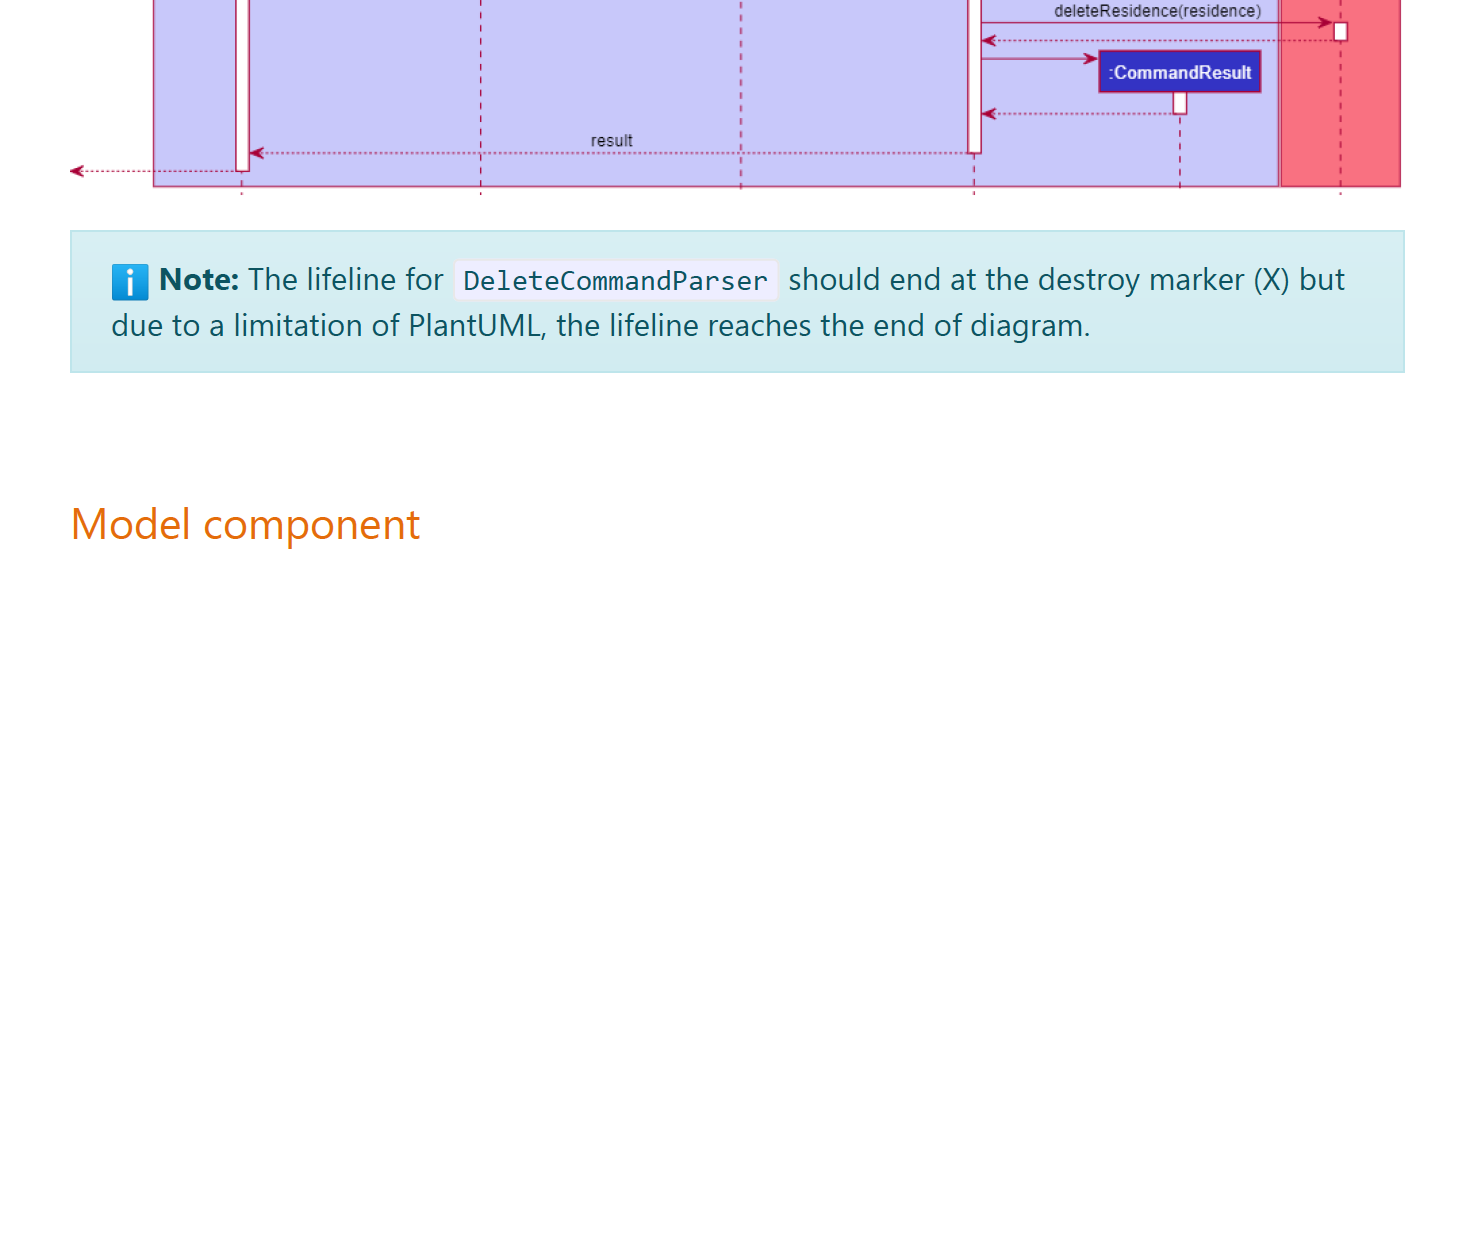 deleteResidence(residence)
:CommandResult
result
Note: The lifeline for DeleteCommandParser should end at the destroy marker (X) but
due to a limitation of PlantUML, the lifeline reaches the end of diagram.
Model component